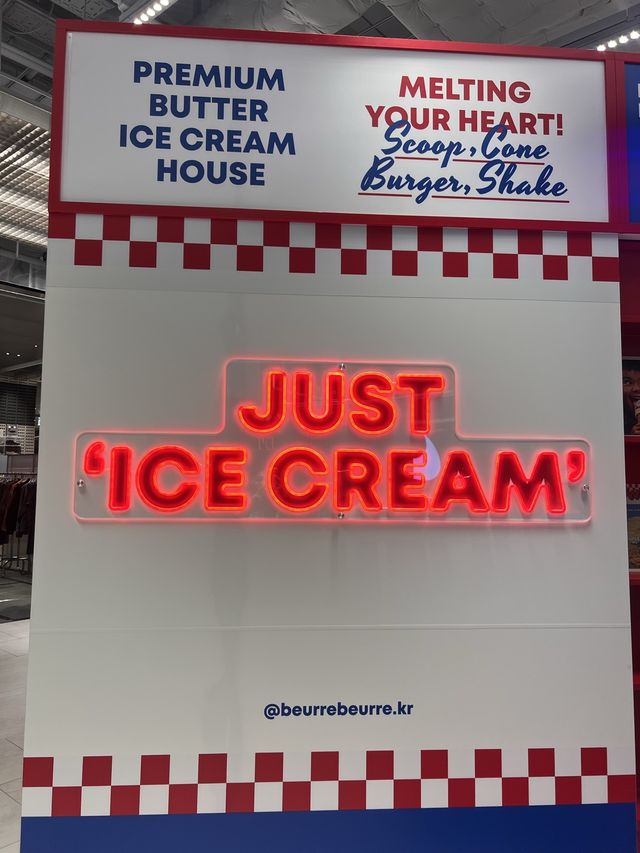 PREMIUM
BUTTER
ICE CREAM
HOUSE
MELTING
YOUR HEART!
Scoop, Cone
Burger, Shake
JUST
‘ICE CREAM’
@beurrebeurre.kr